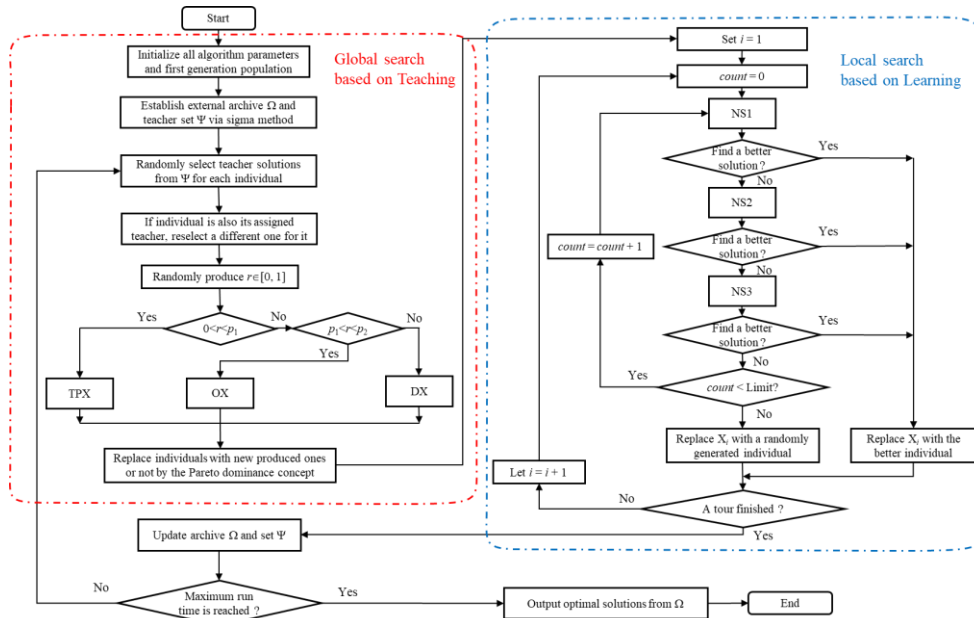 Start
Global search
based on Teaching
Initialize all algorithm parameters
and first generation population
Establish external archive Ω and
teacher set Ψ via sigma method
Randomly select teacher solutions
from Ψ for each individual
If individual is also its assigned
teacher, reselect a different one for it
Randomly produce r∈[0, 1]
Yes
0<r<p₁
No
p₁<r<p₂
No
Yes
TPX
OX
DX
Replace individuals with new produced ones
or not by the Pareto dominance concept
Set i = 1
Local search
based on Learning
count = 0
NS1
Find a better
solution ?
Yes
No
NS2
count = count + 1
Find a better
solution ?
Yes
No
NS3
Find a better
solution ?
Yes
No
Yes
count < Limit?
No
Replace Xᵢ with a randomly
generated individual
Replace Xᵢ with the
better individual
Let i = i + 1
No
A tour finished ?
Yes
Update archive Ω and set Ψ
No
Maximum run
time is reached ?
Yes
Output optimal solutions from Ω
End